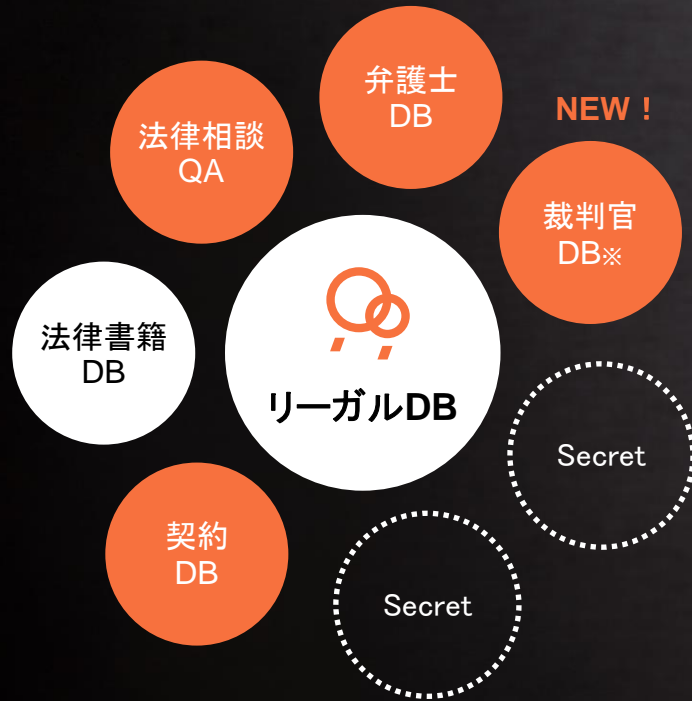 弁護士
DB
NEW！
法律相談
QA
裁判官
DB※
法律書籍
DB
リーガルDB
Secret
契約
DB
Secret